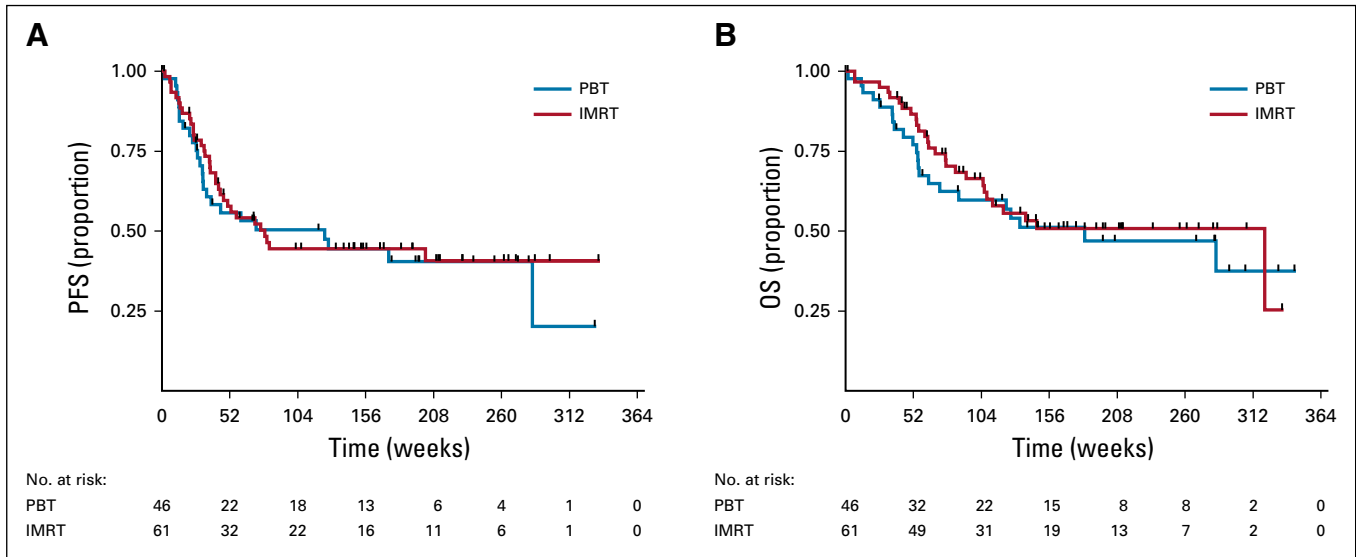 A
PFS (proportion)
1.00
0.75
0.50
0.25
PBT
IMRT
0 52 104 156 208 260 312 364
Time (weeks)
No. at risk:
PBT 46 22 18 13 6 4 1 0
IMRT 61 32 22 16 11 6 1 0
B
OS (proportion)
1.00
0.75
0.50
0.25
PBT
IMRT
0 52 104 156 208 260 312 364
Time (weeks)
No. at risk:
PBT 46 32 22 15 8 8 2 0
IMRT 61 49 31 19 13 7 2 0